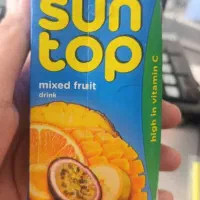 sun
top
mixed fruit
drink
high in vitamin C